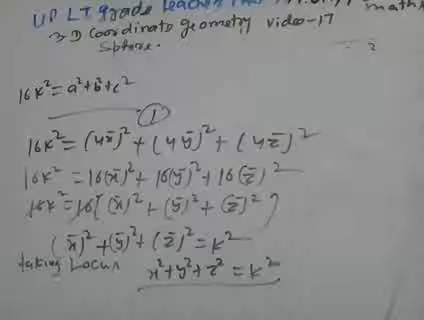 UP LT grade teacher maths
3D Coordinate geometry video-17
Sphere.
16k²=a²+b²+c²
1
16k²=(4x̄)²+(4ȳ)²+(4z̄)²
16k²=16(x̄)²+16(ȳ)²+16(z̄)²
16k²=16[(x̄)²+(ȳ)²+(z̄)²]
(x̄)²+(ȳ)²+(z̄)²=k²
taking Locus x²+y²+z²=k²